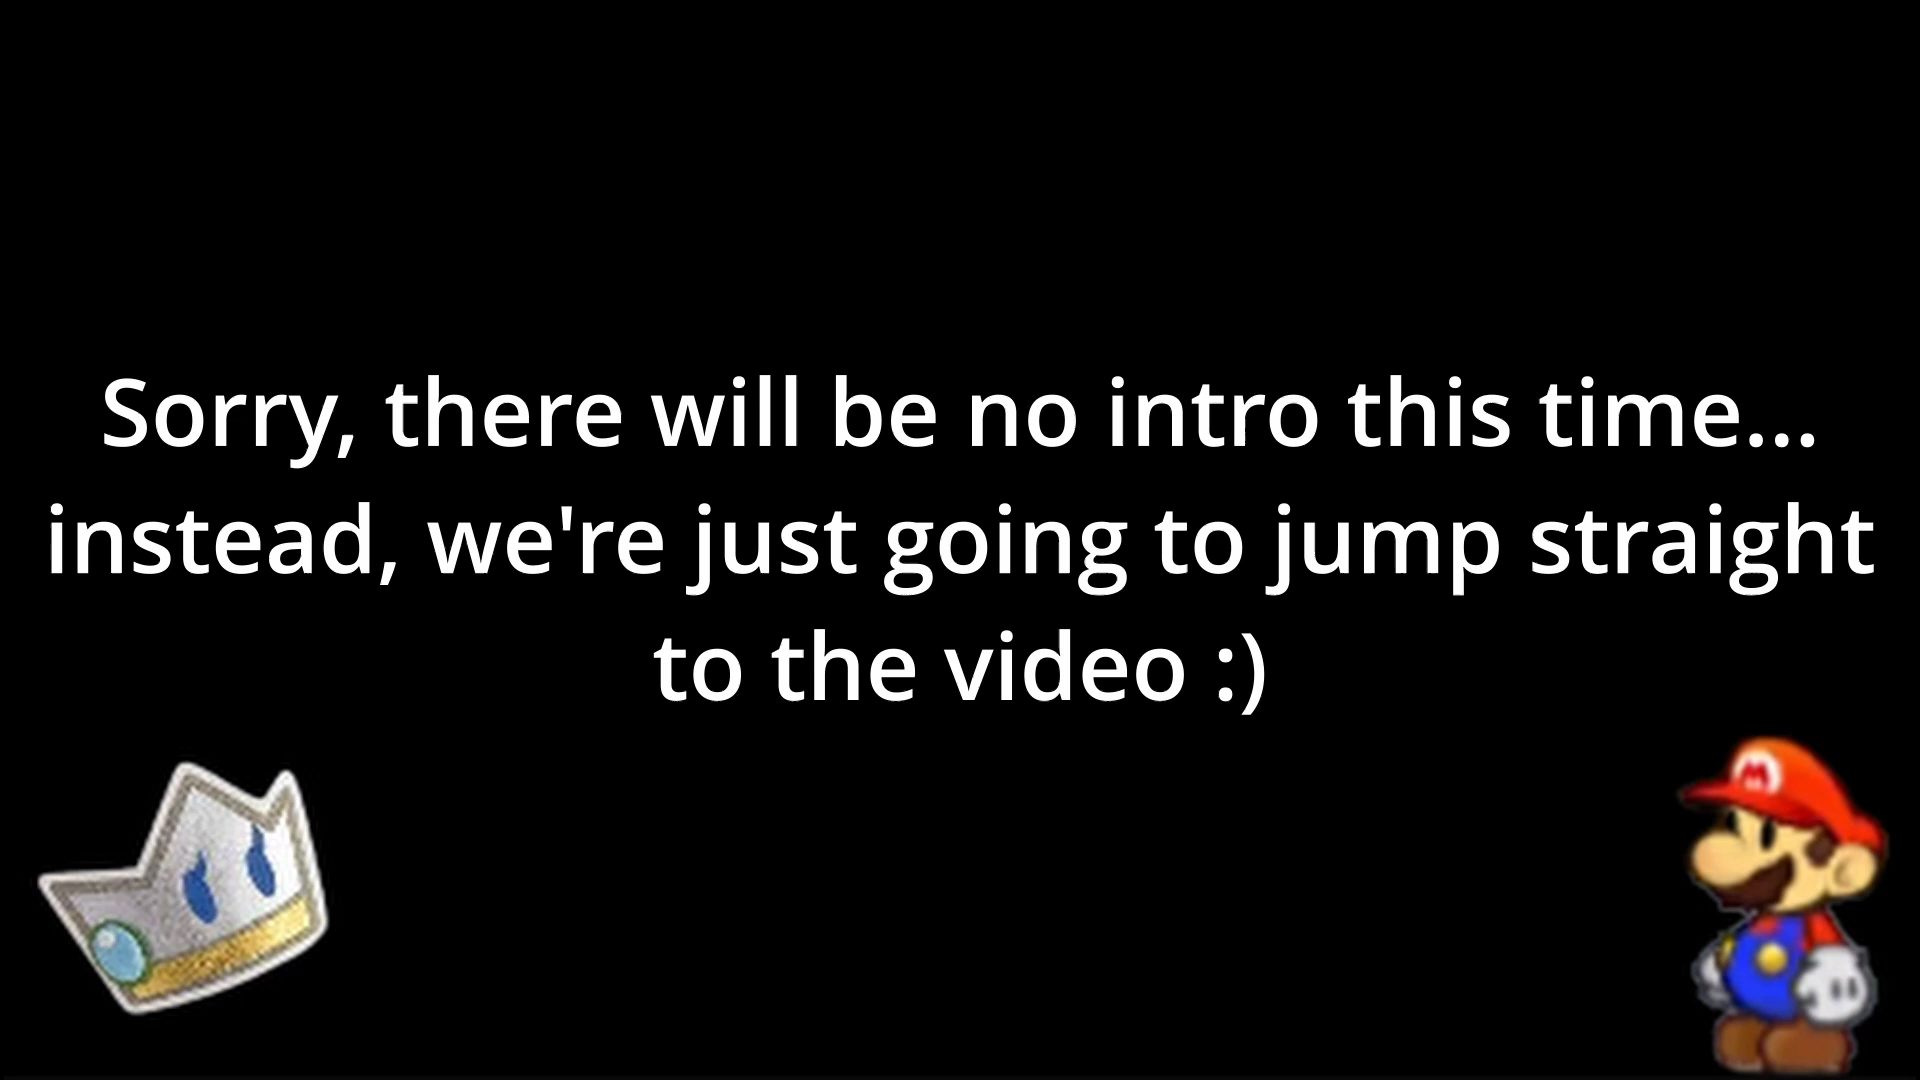 Sorry, there will be no intro this time...
instead, we're just going to jump straight
to the video :)
M